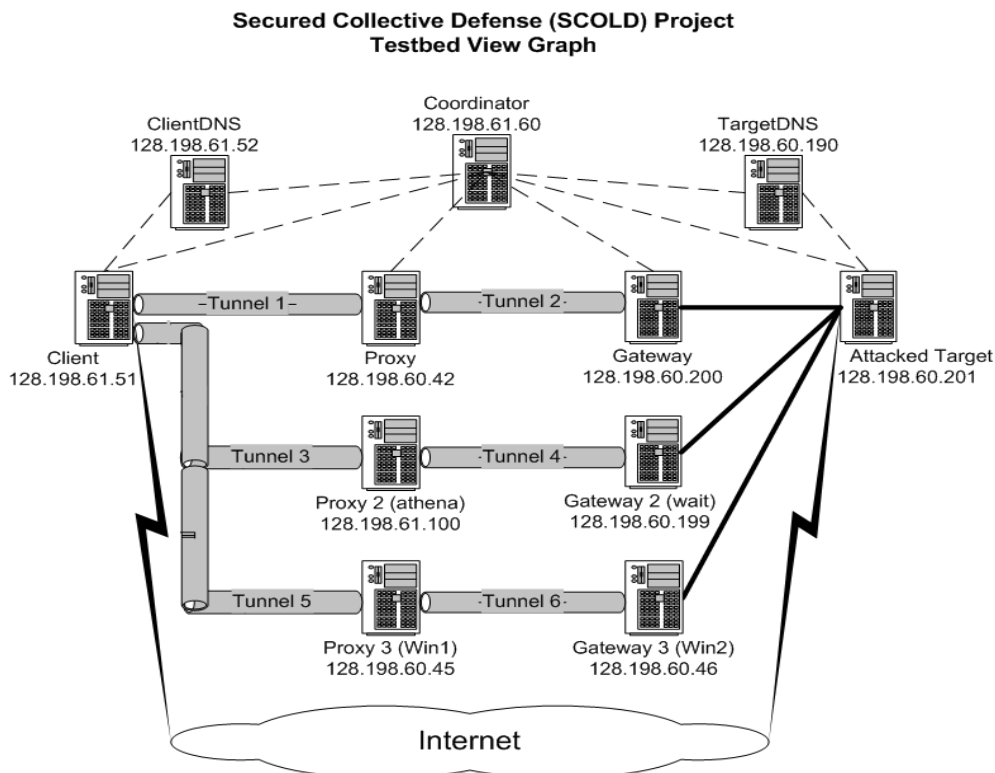 Secured Collective Defense (SCOLD) Project
Testbed View Graph
Coordinator
128.198.61.60
ClientDNS
128.198.61.52
TargetDNS
128.198.60.190
Tunnel 1
Tunnel 2
Client
128.198.61.51
Proxy
128.198.60.42
Gateway
128.198.60.200
Attacked Target
128.198.60.201
Tunnel 3
Tunnel 4
Proxy 2 (athena)
128.198.61.100
Gateway 2 (wait)
128.198.60.199
Tunnel 5
Tunnel 6
Proxy 3 (Win1)
128.198.60.45
Gateway 3 (Win2)
128.198.60.46
Internet